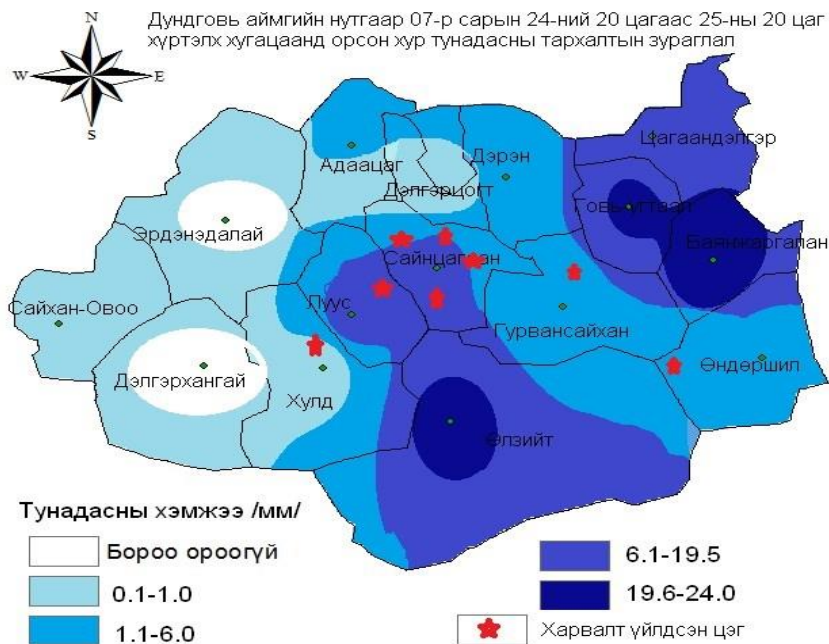 Дундговь аймгийн нутгаар 07-р сарын 24-ний 20 цагаас 25-ны 20 цаг
хүртэлх хугацаанд орсон хур тунадасны тархалтын зураглал
N
W E
S
Цагаандэлгэр
Адаацаг
Дэрэн
Дэлгэрцогт
Говь-Угтаал
Эрдэнэдалай
Сайнцагаан
Баянжаргалан
Сайхан-Овоо
Луус
Гурвансайхан
Дэлгэрхангай
Өндөршил
Хулд
Өлзийт
Тунадасны хэмжээ /мм/
Бороо ороогүй
0.1-1.0
1.1-6.0
6.1-19.5
19.6-24.0
Харвалт үйлдсэн цэг